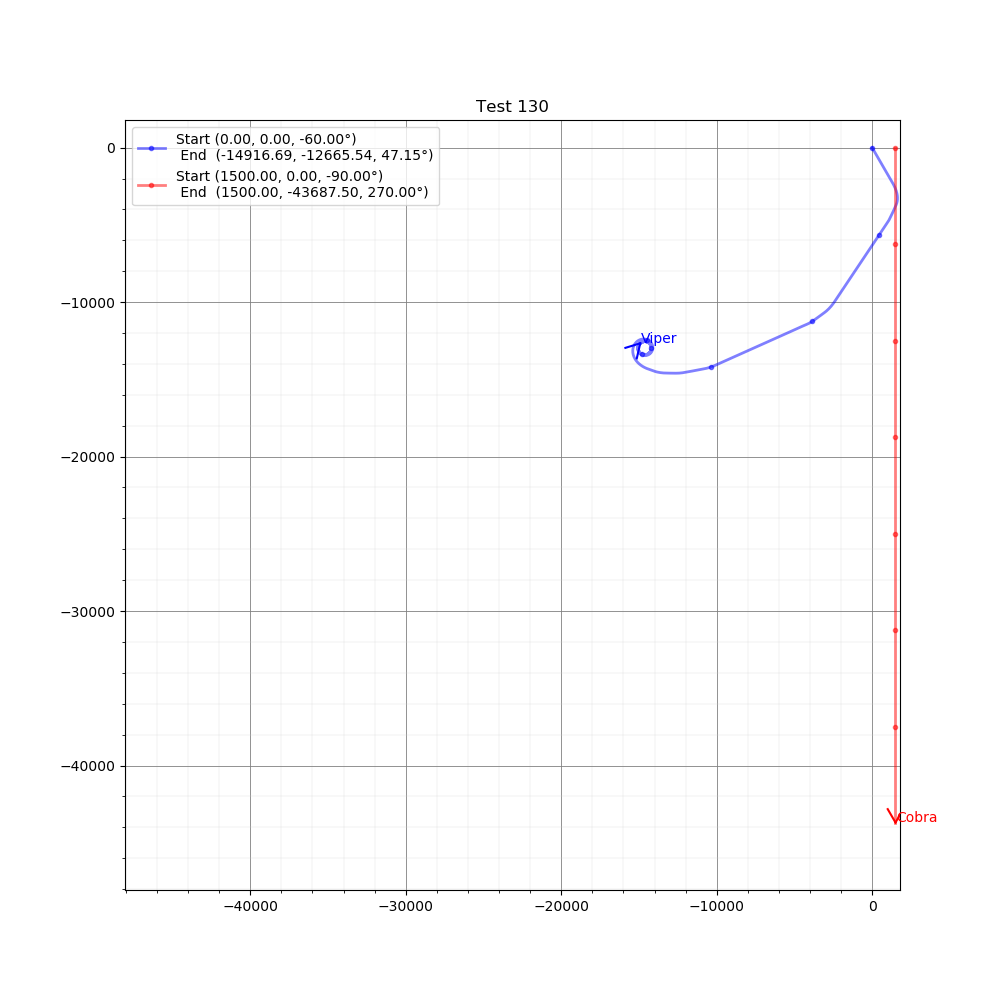 Test 130
Start (0.00, 0.00, -60.00°)
End  (-14916.69, -12665.54, 47.15°)
Start (1500.00, 0.00, -90.00°)
End  (1500.00, -43687.50, 270.00°)
0
−10000
−20000
−30000
−40000
Viper
Cobra
−40000
−30000
−20000
−10000
0